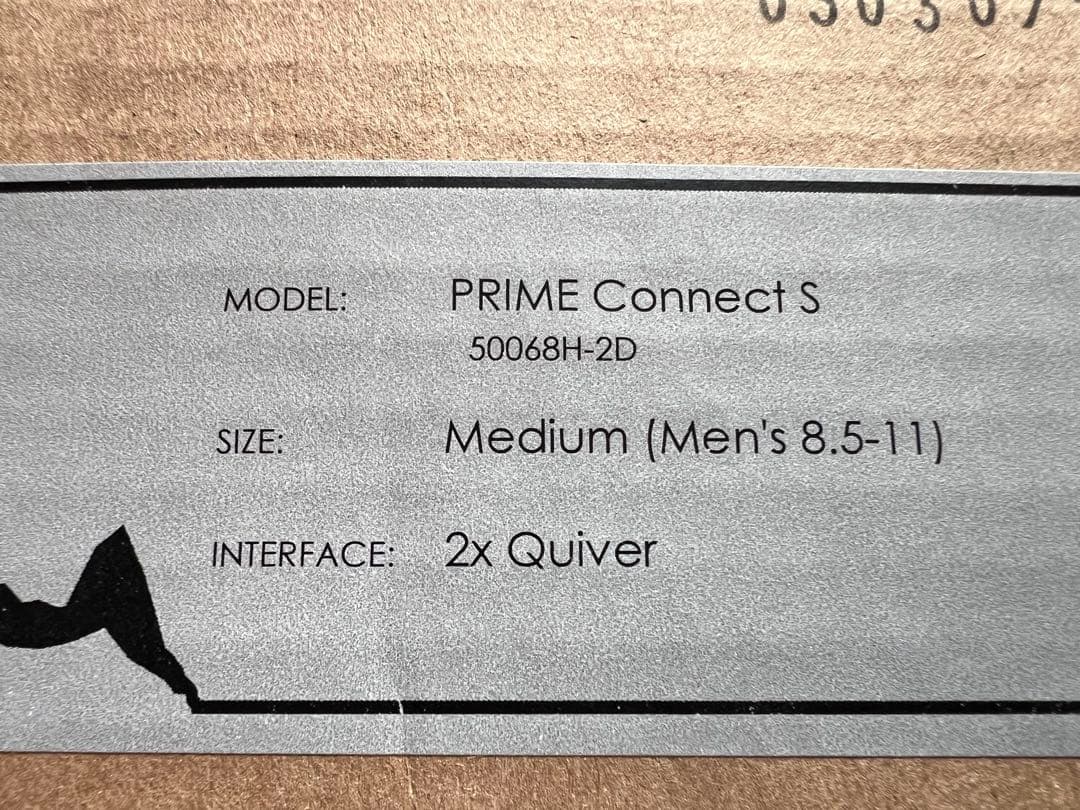 MODEL: PRIME Connect S
50068H-2D
SIZE: Medium (Men's 8.5-11)
INTERFACE: 2x Quiver